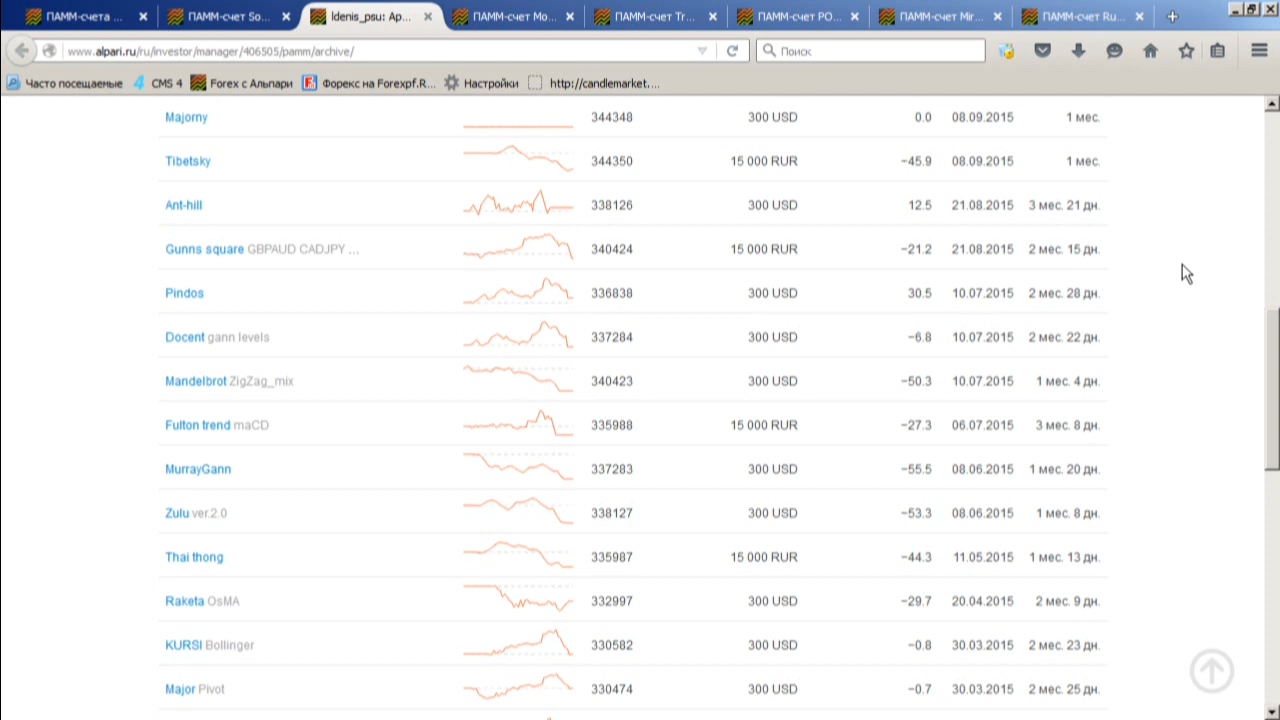 ПАММ-счета ...
ПАММ-счет So...
ldenis_psu: Ар...
ПАММ-счет Mo...
ПАММ-счет Tr...
ПАММ-счет PO...
ПАММ-счет Mir...
ПАММ-счет Ru...
www.alpari.ru/ru/investor/manager/406505/pamm/archive/
Поиск
Часто посещаемые CMS 4 Forex с Альпари Форекс на Forexpf.R... Настройки http://candlemarket....
Majorny 344348 300 USD 0.0 08.09.2015 1 мес.
Tibetsky 344350 15 000 RUR −45.9 08.09.2015 1 мес.
Ant-hill 338126 300 USD 12.5 21.08.2015 3 мес. 21 дн.
Gunns square GBPAUD CADJPY ... 340424 15 000 RUR −21.2 21.08.2015 2 мес. 15 дн.
Pindos 336838 300 USD 30.5 10.07.2015 2 мес. 28 дн.
Docent gann levels 337284 300 USD −6.8 10.07.2015 2 мес. 22 дн.
Mandelbrot ZigZag_mix 340423 300 USD −50.3 10.07.2015 1 мес. 4 дн.
Fulton trend maCD 335988 15 000 RUR −27.3 06.07.2015 3 мес. 8 дн.
MurrayGann 337283 300 USD −55.5 08.06.2015 1 мес. 20 дн.
Zulu ver.2.0 338127 300 USD −53.3 08.06.2015 1 мес. 8 дн.
Thai thong 335987 15 000 RUR −44.3 11.05.2015 1 мес. 13 дн.
Raketa OsMA 332997 300 USD −29.7 20.04.2015 2 мес. 9 дн.
KURSI Bollinger 330582 300 USD −0.8 30.03.2015 2 мес. 23 дн.
Major Pivot 330474 300 USD −0.7 30.03.2015 2 мес. 25 дн.